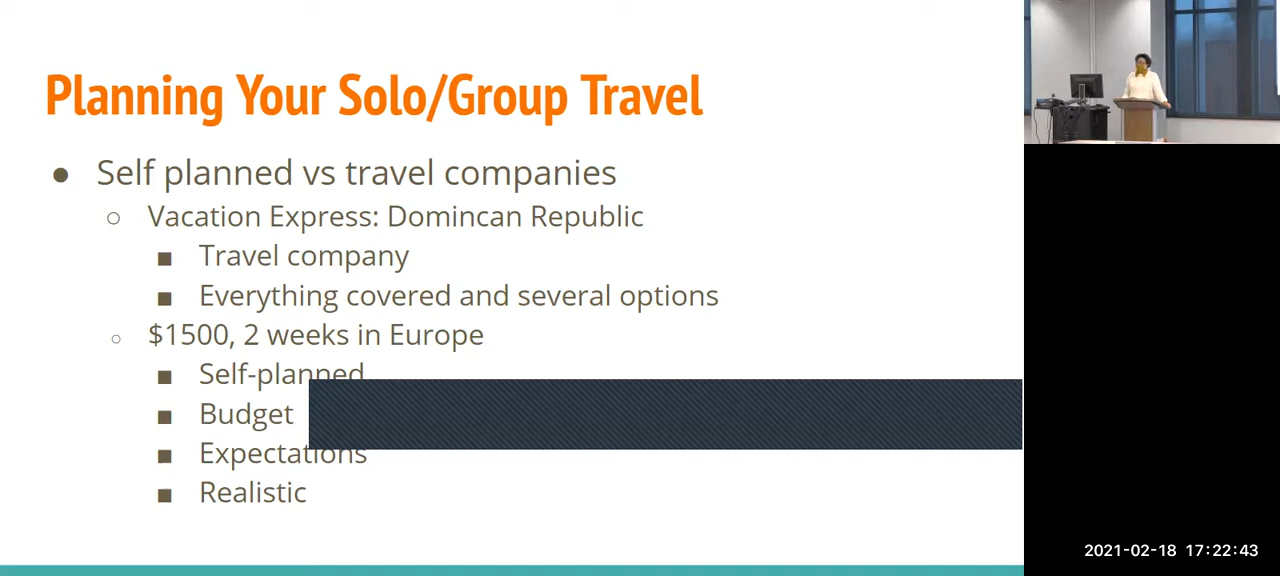 Planning Your Solo/Group Travel
● Self planned vs travel companies
○ Vacation Express: Domincan Republic
■ Travel company
■ Everything covered and several options
○ $1500, 2 weeks in Europe
■ Self-planned
■ Budget
■ Expectations
■ Realistic
2021-02-18 17:22:43